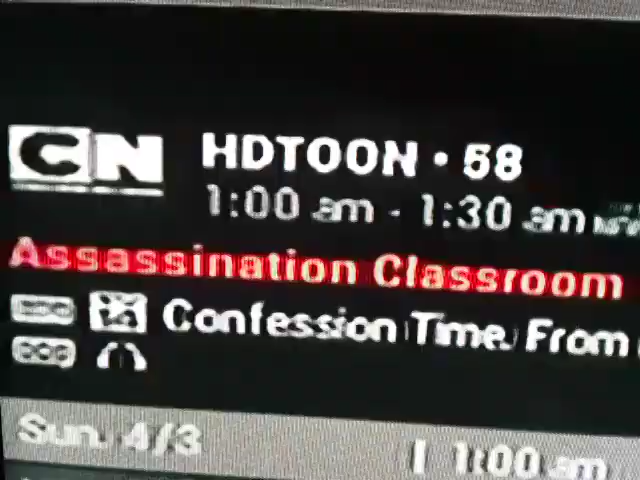 CN HDTOON • 58
1:00 am - 1:30 am
Assassination Classroom
Confession Time. From
Sun. 4/3 1:00 am